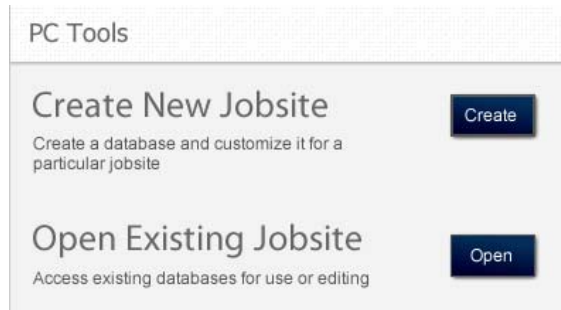 PC Tools
Create New Jobsite
Create
Create a database and customize it for a
particular jobsite
Open Existing Jobsite
Open
Access existing databases for use or editing